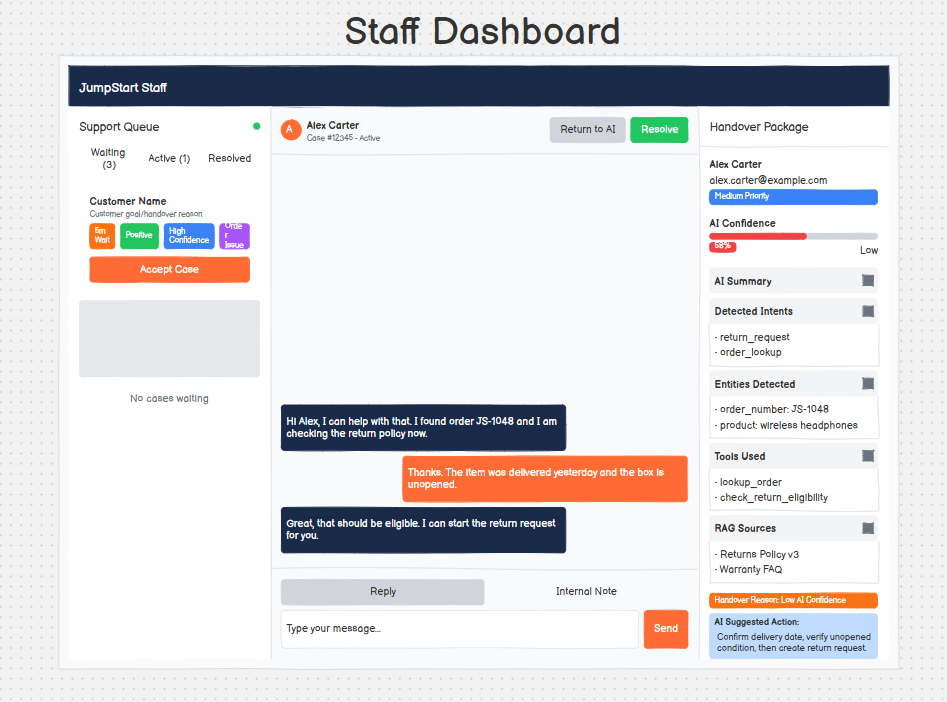 Staff Dashboard
JumpStart Staff
Support Queue
Waiting
(3)
Active (1)
Resolved
Customer Name
Customer goal/handover reason
5m
Wait
Positive
High
Confidence
Orde
r
Issue
Accept Case
No cases waiting
A
Alex Carter
Case #12345 - Active
Return to AI
Resolve
Hi Alex, I can help with that. I found order JS-1048 and I am
checking the return policy now.
Thanks. The item was delivered yesterday and the box is
unopened.
Great, that should be eligible. I can start the return request
for you.
Reply
Internal Note
Type your message...
Send
Handover Package
Alex Carter
alex.carter@example.com
Medium Priority
AI Confidence
58%
Low
AI Summary
Detected Intents
· return_request
· order_lookup
Entities Detected
· order_number: JS-1048
· product: wireless headphones
Tools Used
· lookup_order
· check_return_eligibility
RAG Sources
· Returns Policy v3
· Warranty FAQ
Handover Reason: Low AI Confidence
AI Suggested Action:
Confirm delivery date, verify unopened
condition, then create return request.